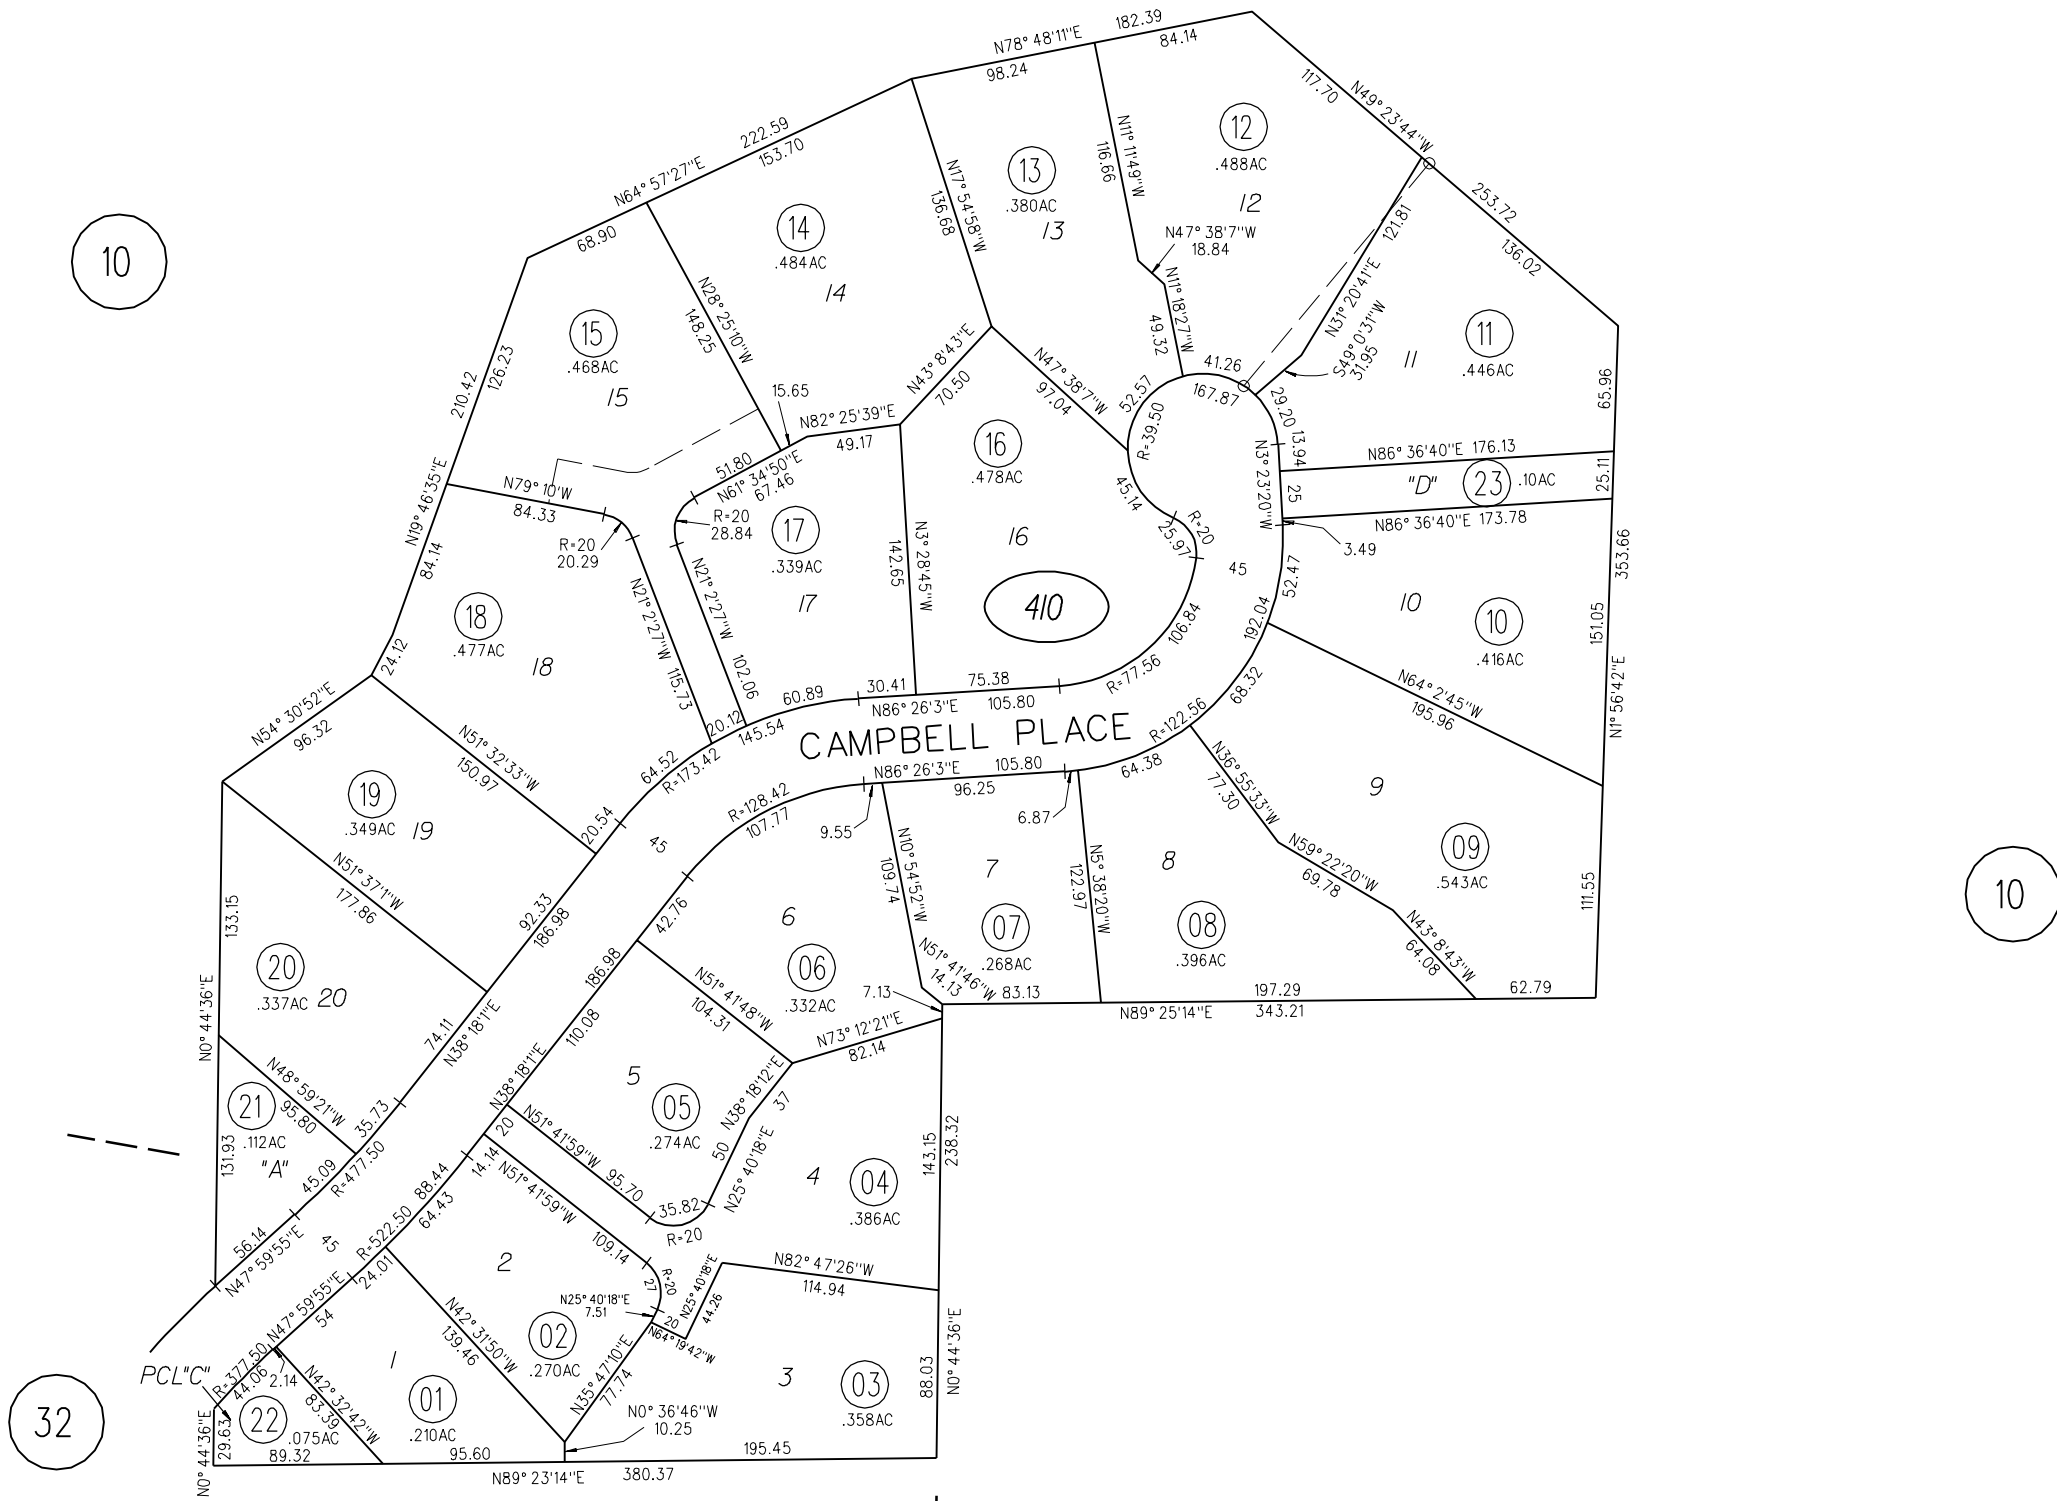 182.39
N78° 48'11"E
84.14
98.24
117.70
N49° 23'44"W
222.59
153.70
N64° 57'27"E
68.90
N11° 11'49"W
116.66
12
.488AC
12
13
.380AC
13
N17° 54'58"W
136.68
253.72
136.02
121.81
N31° 20'41"E
S49° 0'31"W
31.95
14
.484AC
14
N47° 38'7"W
18.84
N11° 18'27"W
49.32
10
N28° 25'10"W
148.25
15
.468AC
15
11
.446AC
11
65.96
210.42
126.23
15.65
N82° 25'39"E
49.17
N43° 8'43"E
70.50
N47° 38'7"W
97.04
52.57
R=39.50
41.26
167.87
29.20
13.94
N3° 23'20"W
25
N86° 36'40"E 176.13
"D"
23
.10AC
25.11
N86° 36'40"E 173.78
3.49
16
.478AC
16
45.14
R=20
25.97
45
51.80
N61° 34'50"E
67.46
R=20
28.84
17
.339AC
17
N79° 10'W
84.33
R=20
20.29
N19° 46'35"E
84.14
N21° 2'27"W
115.73
N21° 2'27"W
102.06
142.65
N3° 28'45"W
410
52.47
192.04
353.66
10
10
.416AC
151.05
N1° 56'42"E
18
.477AC
18
24.12
N54° 30'52"E
96.32
N51° 32'33"W
150.97
106.84
R=77.56
68.32
N64° 2'45"W
195.96
60.89
30.41
75.38
N86° 26'3"E
105.80
20.12
145.54
64.52
R=173.42
CAMPBELL PLACE
R=122.56
64.38
N36° 55'33"W
77.30
9
09
.543AC
111.55
10
N86° 26'3"E
105.80
96.25
R=128.42
107.77
9.55
6.87
19
.349AC
19
20.54
45
N51° 37'1"W
177.86
133.15
N10° 54'52"W
109.74
7
07
.268AC
N5° 38'20"W
122.97
8
08
.396AC
N59° 22'20"W
69.78
N43° 8'43"W
64.08
92.33
186.98
42.76
6
06
.332AC
N51° 41'46"W
14.13
83.13
7.13
197.29
N89° 25'14"E
343.21
62.79
20
.337AC
20
N0° 44'36"E
186.98
110.08
N51° 41'48"W
104.31
N73° 12'21"E
82.14
74.11
N38° 18'1"E
N38° 18'1"E
5
05
.274AC
N38° 18'12"E
37
50
N25° 40'18"E
21
.112AC
"A"
N48° 59'21"W
95.80
131.93
35.73
45.09
R=477.50
20
14.14
N51° 41'59"W
95.70
35.82
R=20
4
04
.386AC
143.15
238.32
88.44
64.43
R=522.50
24.01
N51° 41'59"W
109.14
2
27
R=20
N25° 40'18"E
7.51
N25° 40'18"E
44.26
20
N64° 19'42"W
N82° 47'26"W
114.94
56.14
N47° 59'55"E
45
N47° 59'55"E
54
02
.270AC
N42° 31'50"W
139.46
N35° 47'10"E
77.74
N0° 36'46"W
10.25
3
03
.358AC
88.03
N0° 44'36"E
PCL"C"
R=377.50
44.06
2.14
N42° 32'42"W
83.39
1
01
.210AC
32
22
.075AC
29.63
N0° 44'36"E
89.32
95.60
195.45
N89° 23'14"E
380.37